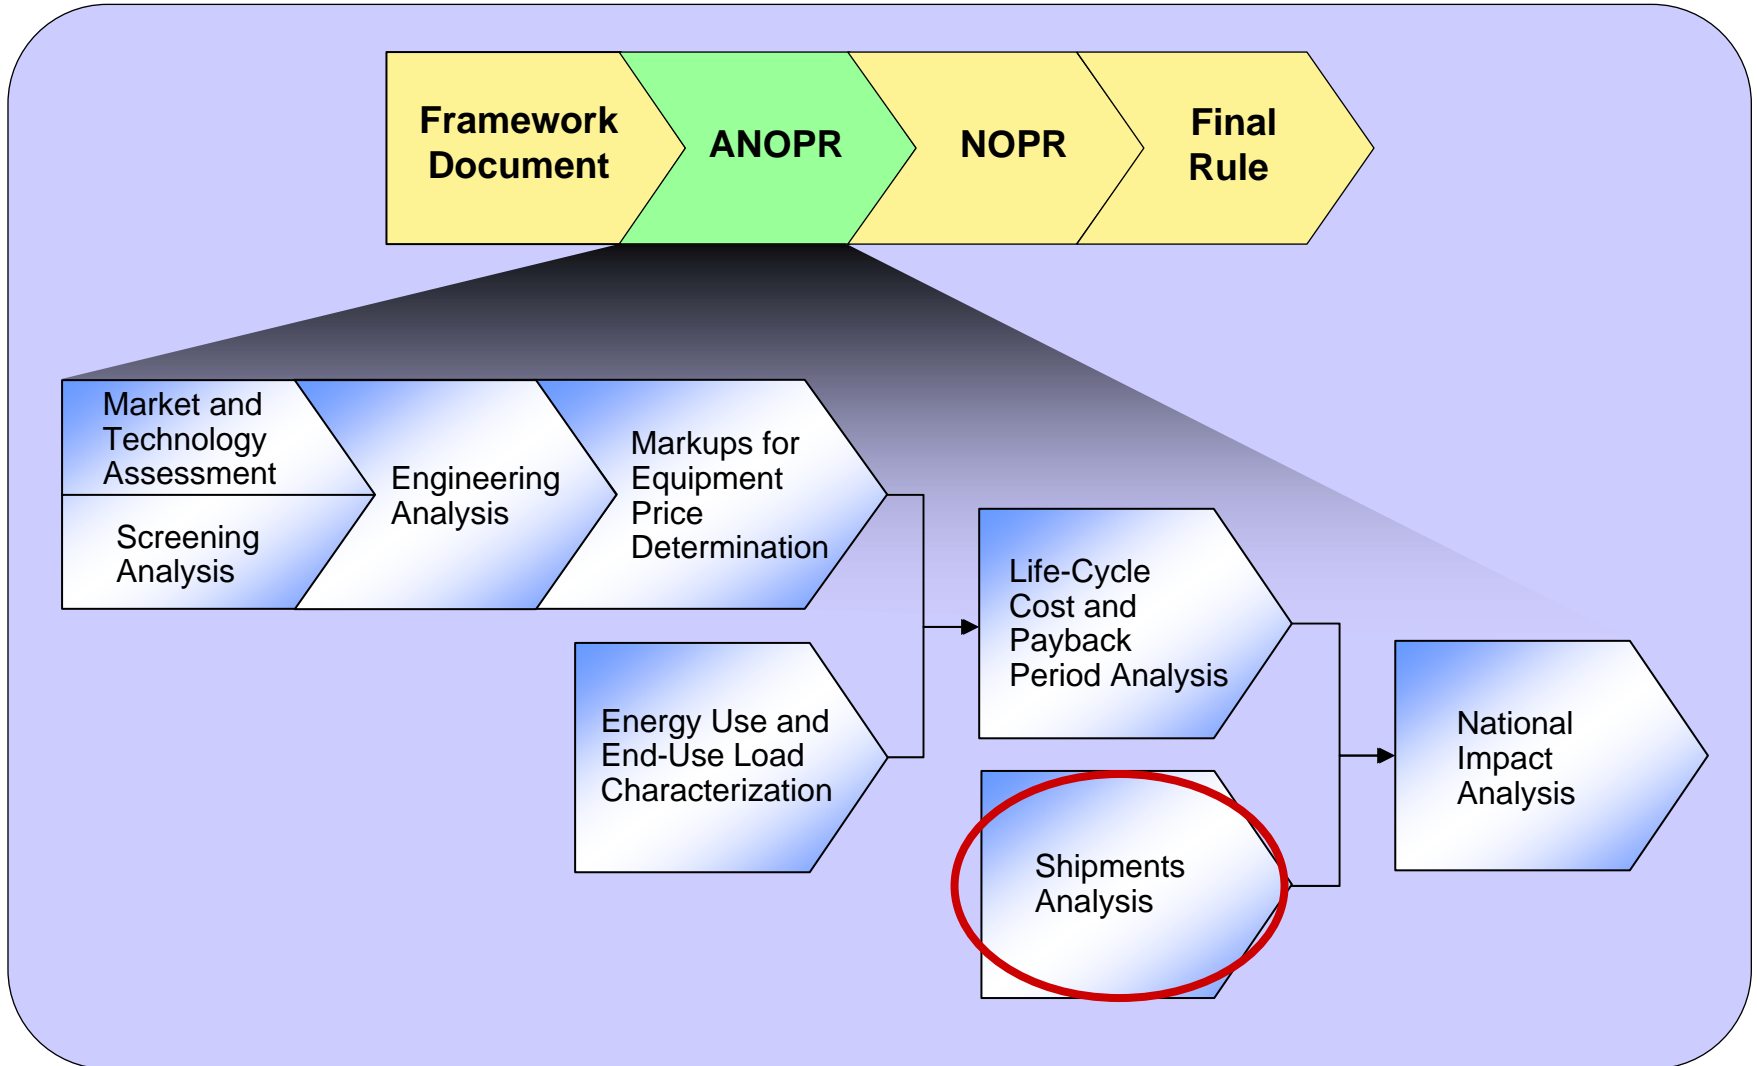 Framework
Document
ANOPR
NOPR
Final
Rule
Market and
Technology
Assessment
Screening
Analysis
Engineering
Analysis
Markups for
Equipment
Price
Determination
Energy Use and
End-Use Load
Characterization
Life-Cycle
Cost and
Payback
Period Analysis
Shipments
Analysis
National
Impact
Analysis